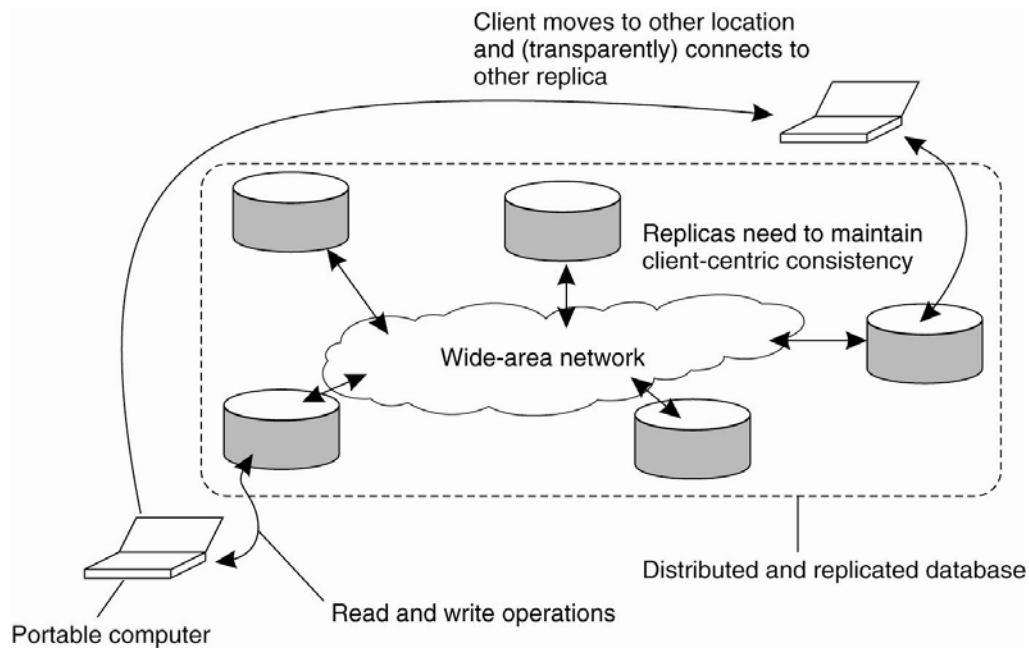 Client moves to other location
and (transparently) connects to
other replica
Replicas need to maintain
client-centric consistency
Wide-area network
Distributed and replicated database
Read and write operations
Portable computer